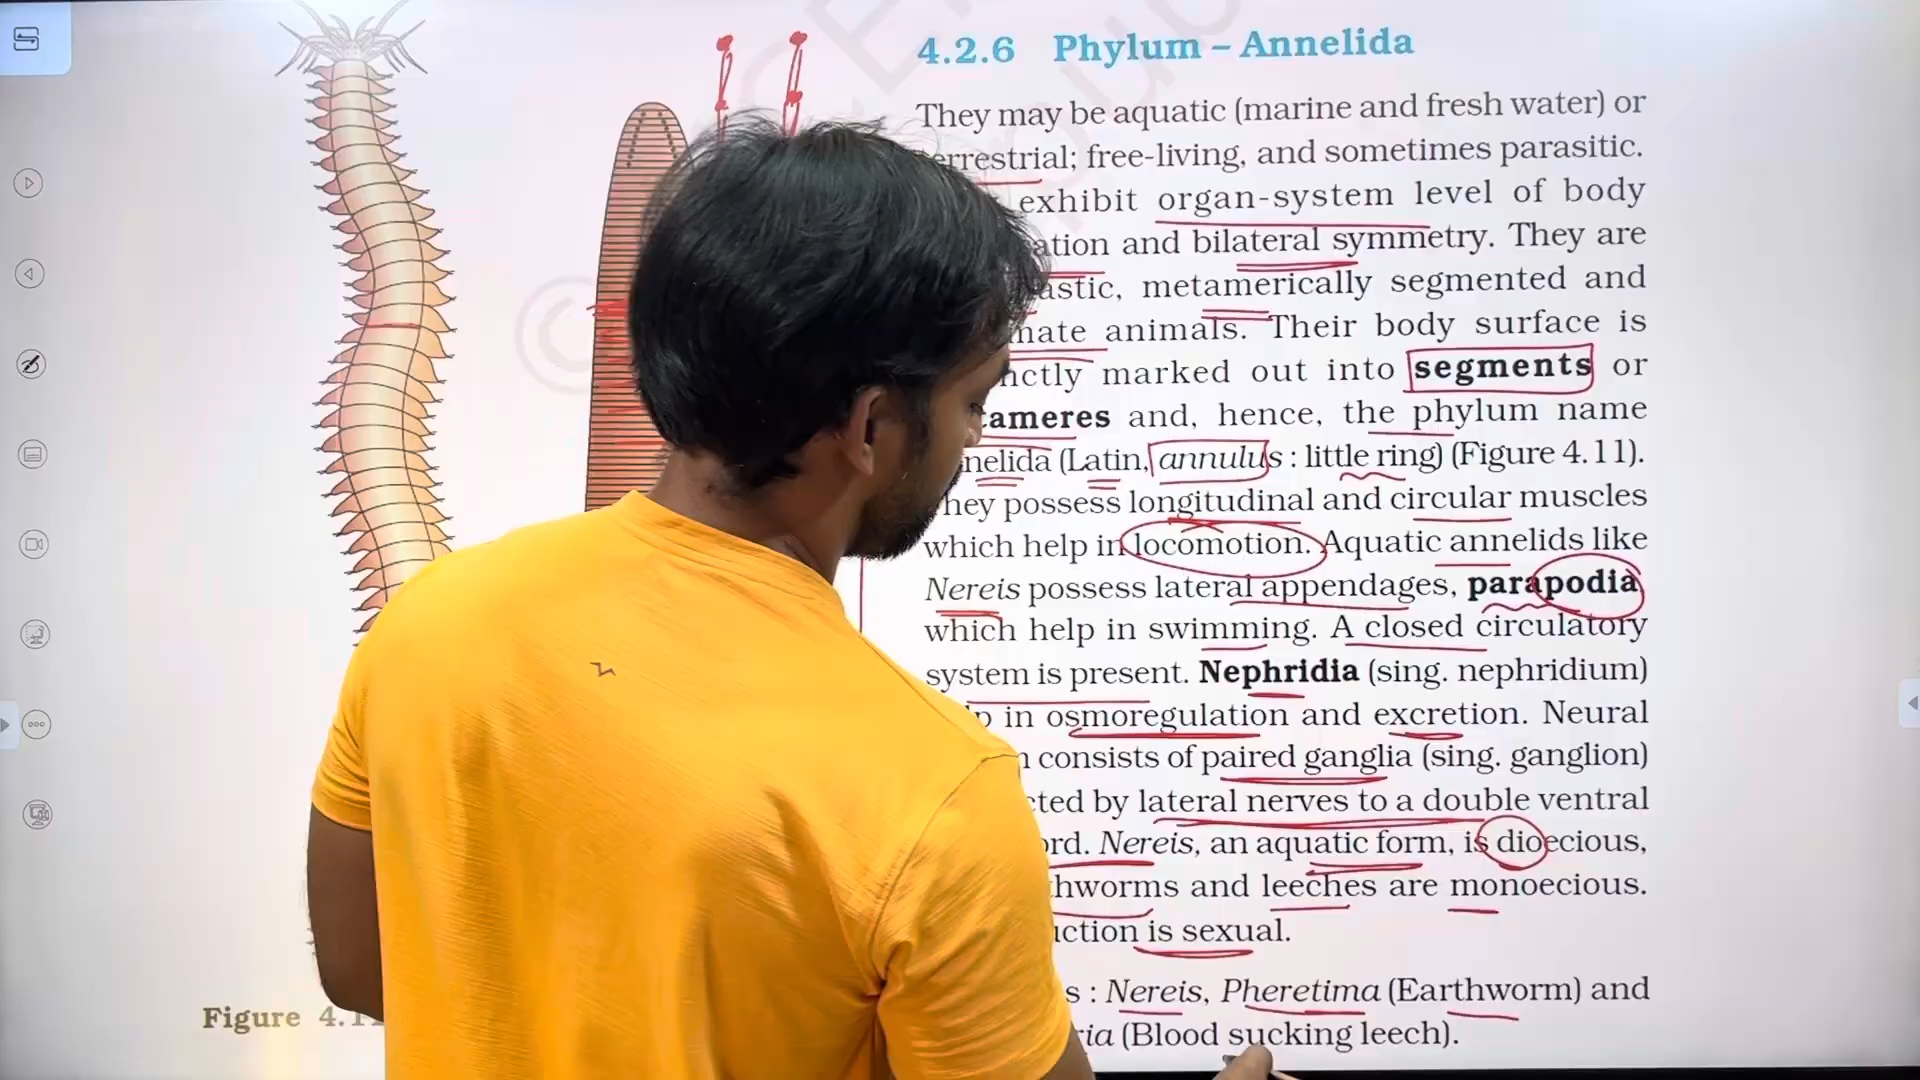 4.2.6 Phylum – Annelida
They may be aquatic (marine and fresh water) or
errestrial; free-living, and sometimes parasitic.
exhibit organ-system level of body
ation and bilateral symmetry. They are
astic, metamerically segmented and
mate animals. Their body surface is
nctly marked out into segments or
tameres and, hence, the phylum name
nelida (Latin, annulus : little ring) (Figure 4.11).
hey possess longitudinal and circular muscles
which help in locomotion. Aquatic annelids like
Nereis possess lateral appendages, parapodia
which help in swimming. A closed circulatory
system is present. Nephridia (sing. nephridium)
p in osmoregulation and excretion. Neural
consists of paired ganglia (sing. ganglion)
cted by lateral nerves to a double ventral
ord. Nereis, an aquatic form, is dioecious,
hworms and leeches are monoecious.
uction is sexual.
s : Nereis, Pheretima (Earthworm) and
ria (Blood sucking leech).
Figure 4.11